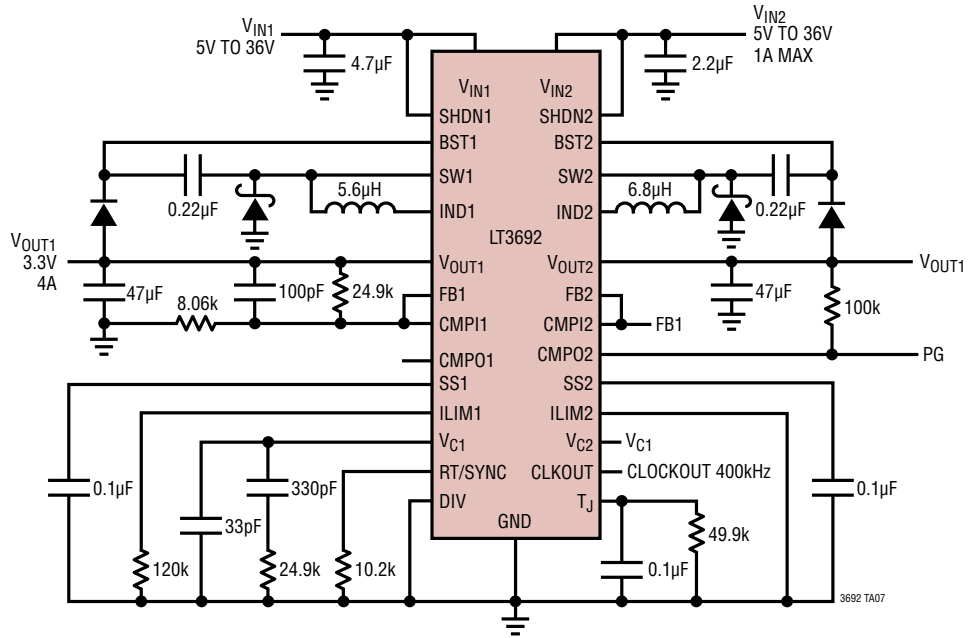 VIN1
5V TO 36V
VIN2
5V TO 36V
1A MAX
4.7µF
2.2µF
VIN1
VIN2
SHDN1
SHDN2
BST1
BST2
SW1
SW2
0.22µF
5.6µH
6.8µH
0.22µF
IND1
IND2
LT3692
VOUT1
3.3V
4A
VOUT1
VOUT2
VOUT1
47µF
100pF
24.9k
47µF
100k
FB1
FB2
8.06k
CMPI1
CMPI2
FB1
CMPO1
CMPO2
PG
SS1
SS2
ILIM1
ILIM2
VC1
VC2
VC1
RT/SYNC
CLKOUT
CLOCKOUT 400kHz
0.1µF
330pF
0.1µF
DIV
TJ
33pF
GND
49.9k
120k
24.9k
10.2k
0.1µF
3692 TA07